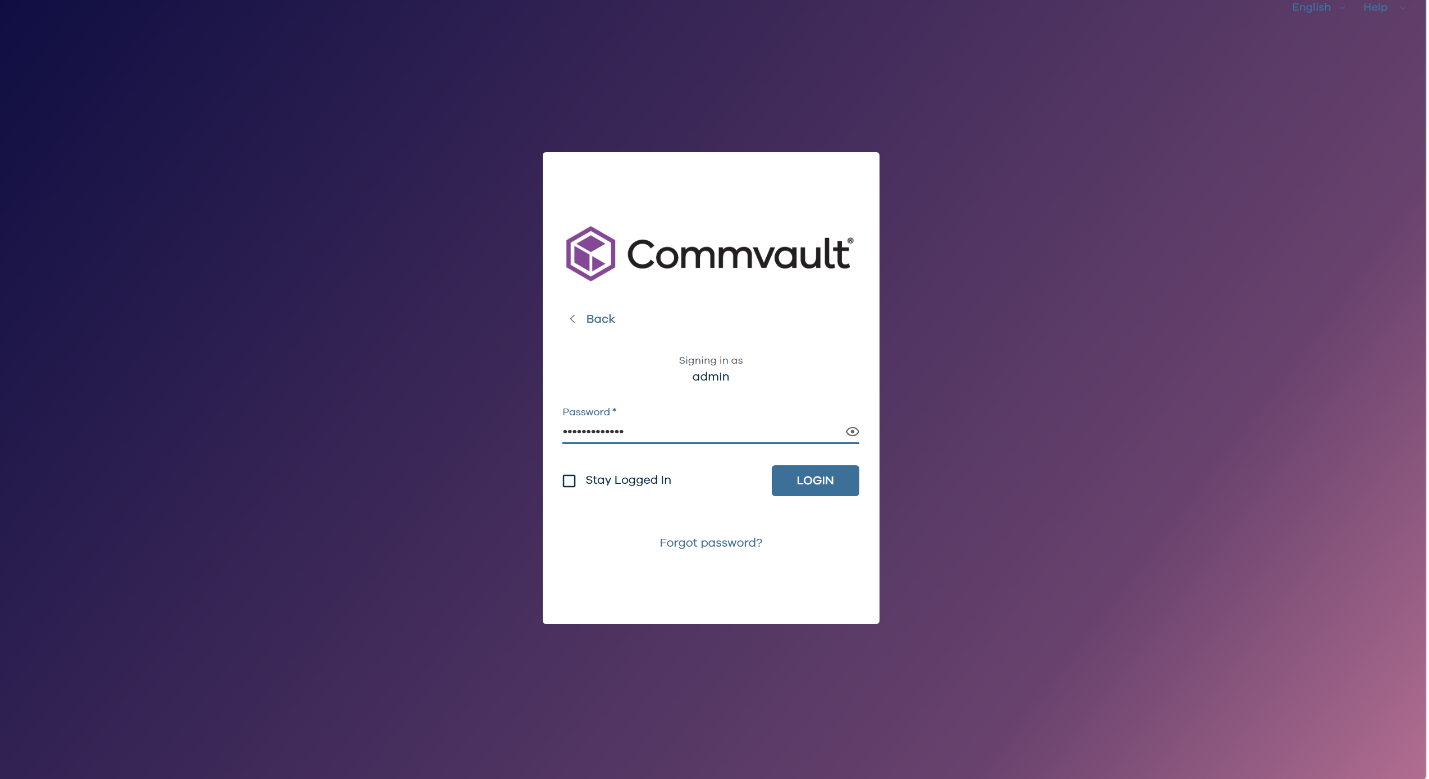 English
Help
Commvault®
Back
Signing in as
admin
Password *
•••••••••••••
Stay Logged In
LOGIN
Forgot password?